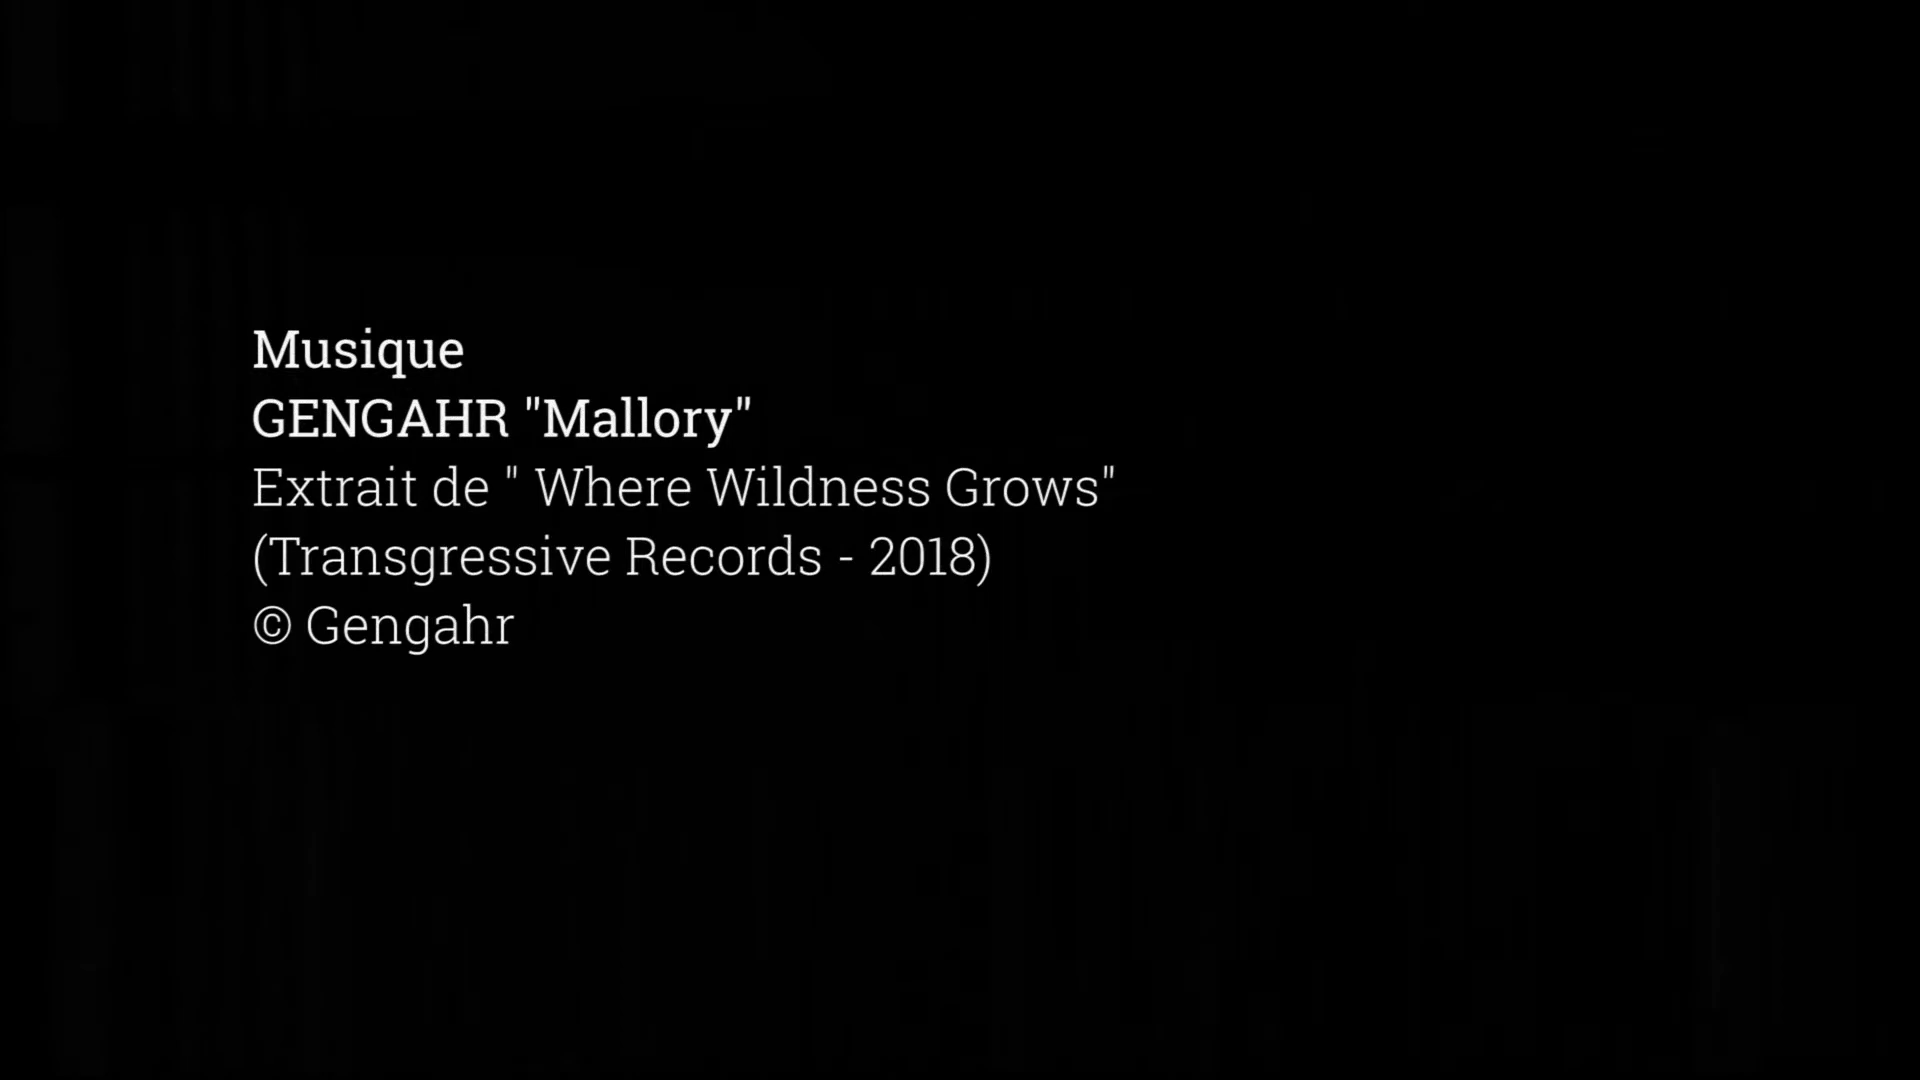 Musique
GENGAHR "Mallory"
Extrait de " Where Wildness Grows"
(Transgressive Records - 2018)
© Gengahr